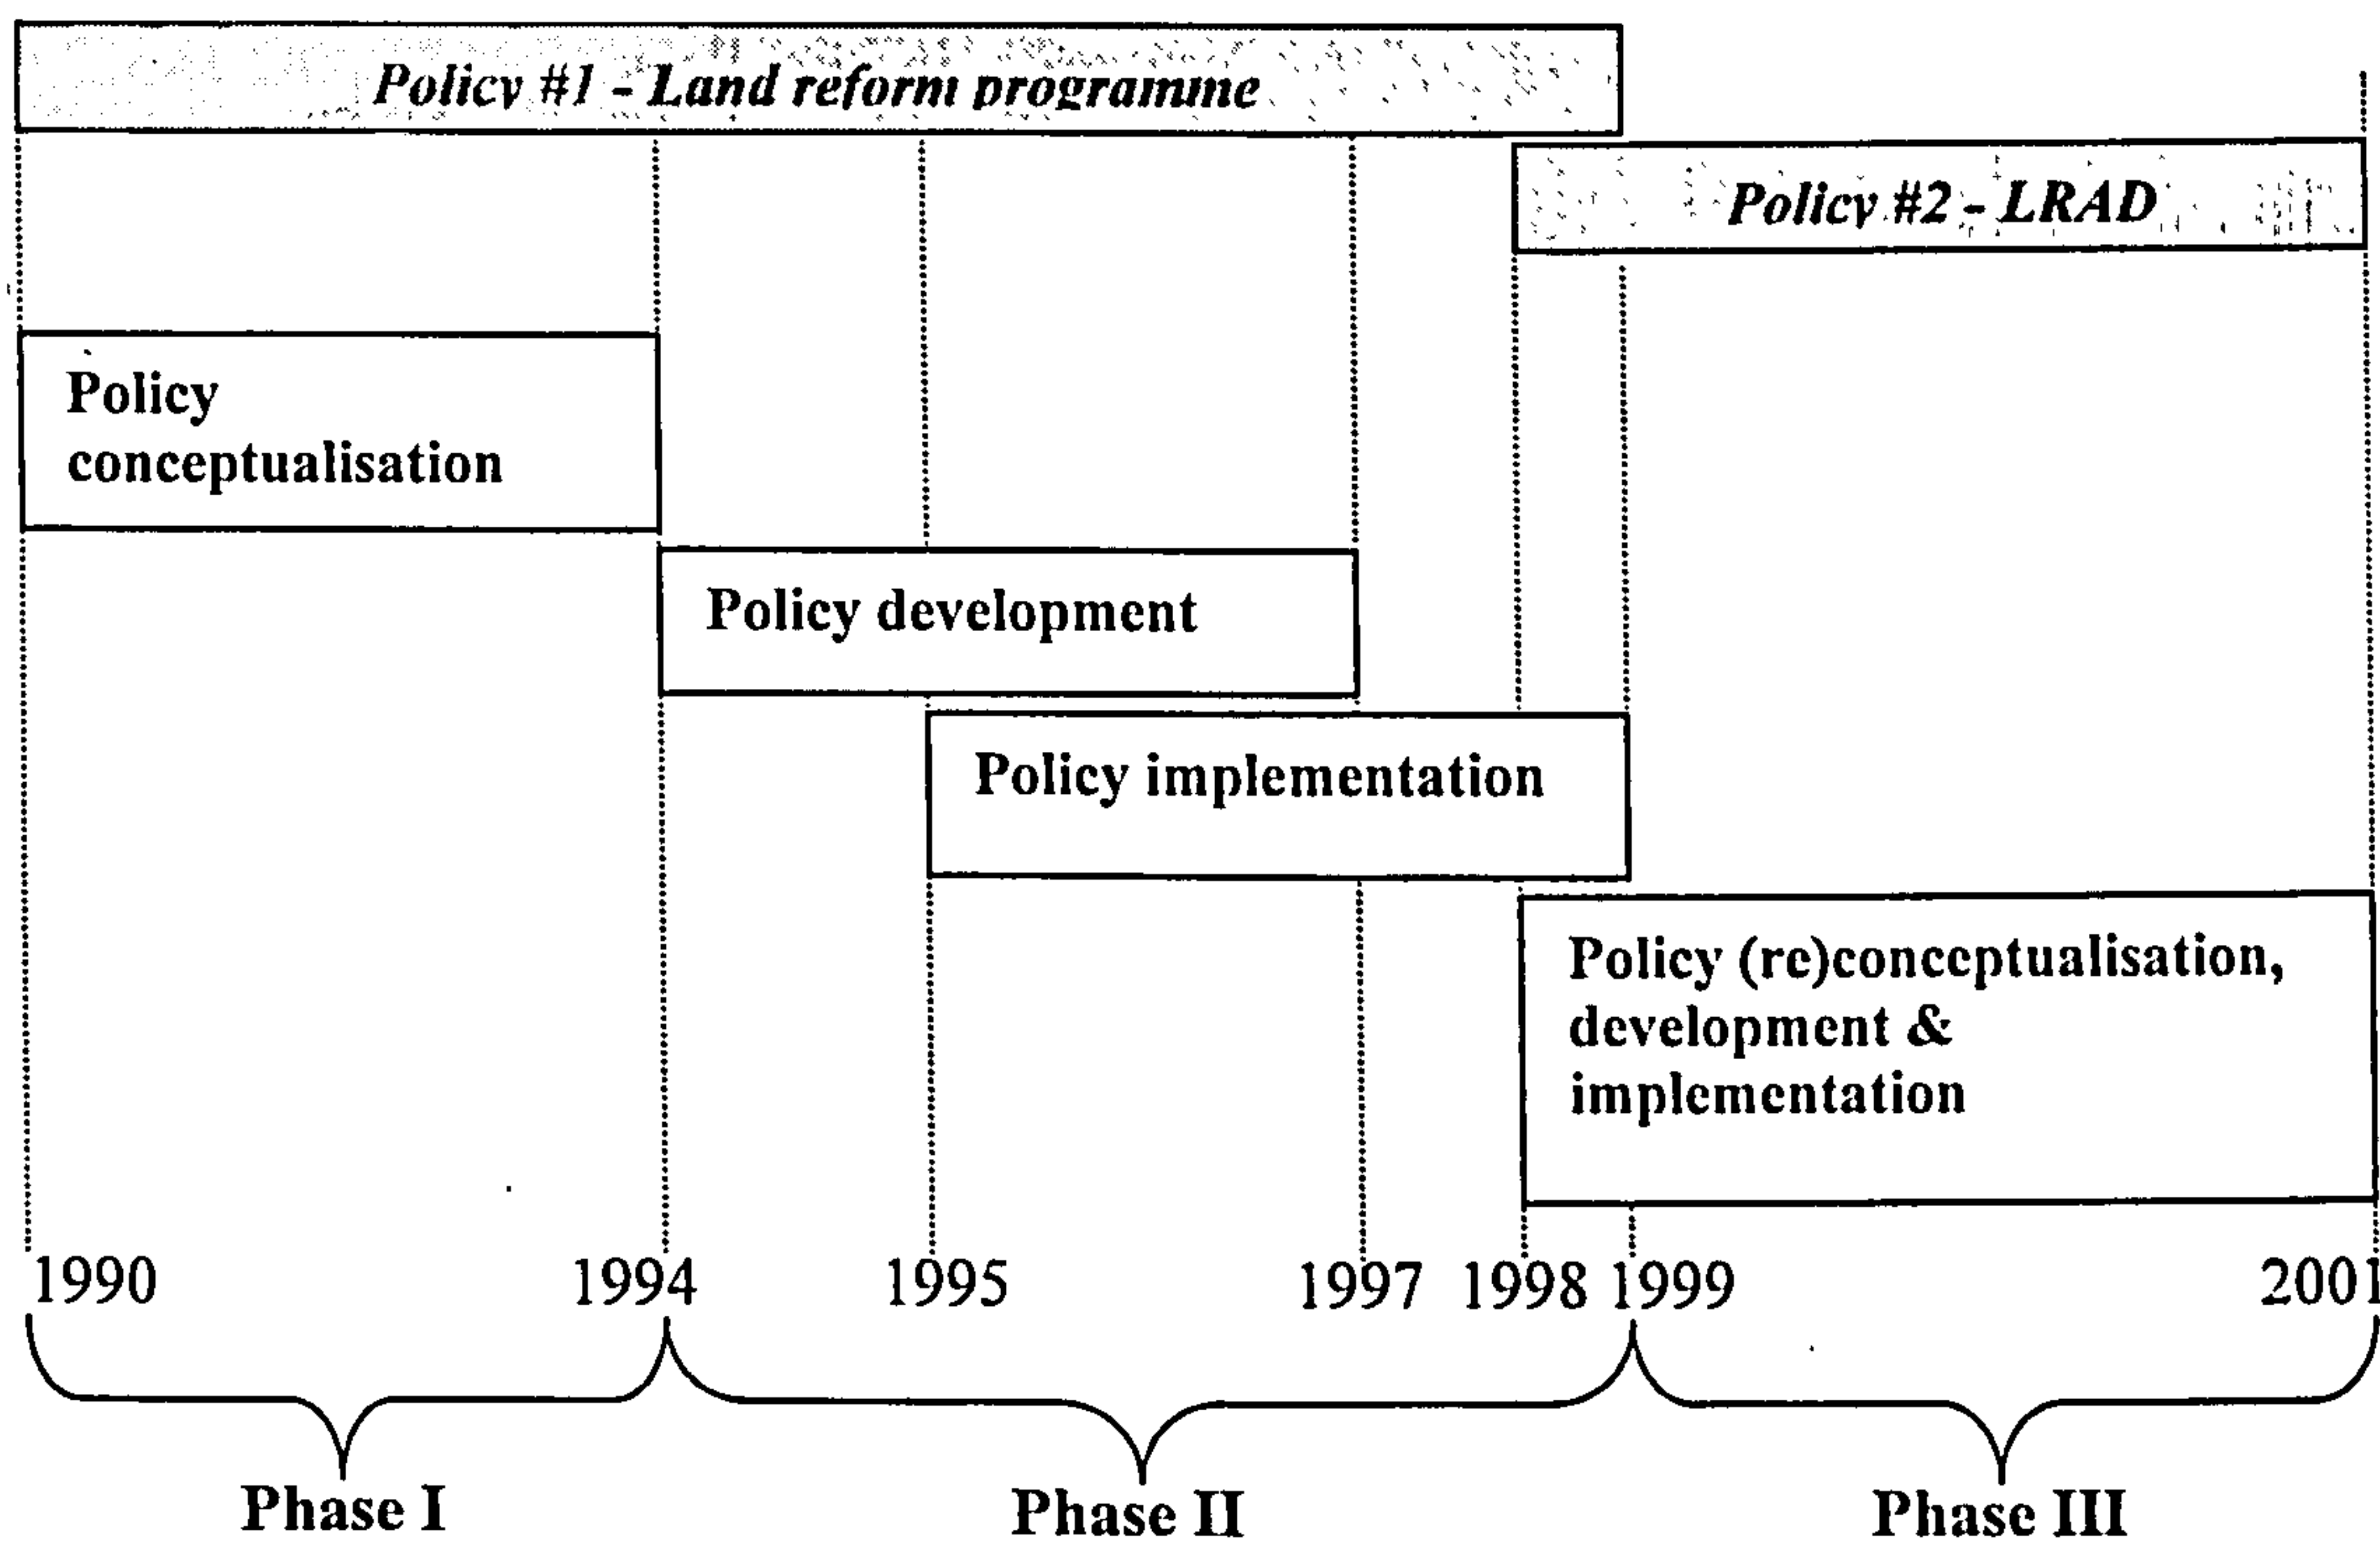 Policy #1 - Land reform programme
Policy #2 - LRAD
Policy
conceptualisation
Policy development
Policy implementation
Policy (re)conceptualisation,
development &
implementation
1990 1994 1995 1997 1998 1999 2001
Phase I Phase II Phase III